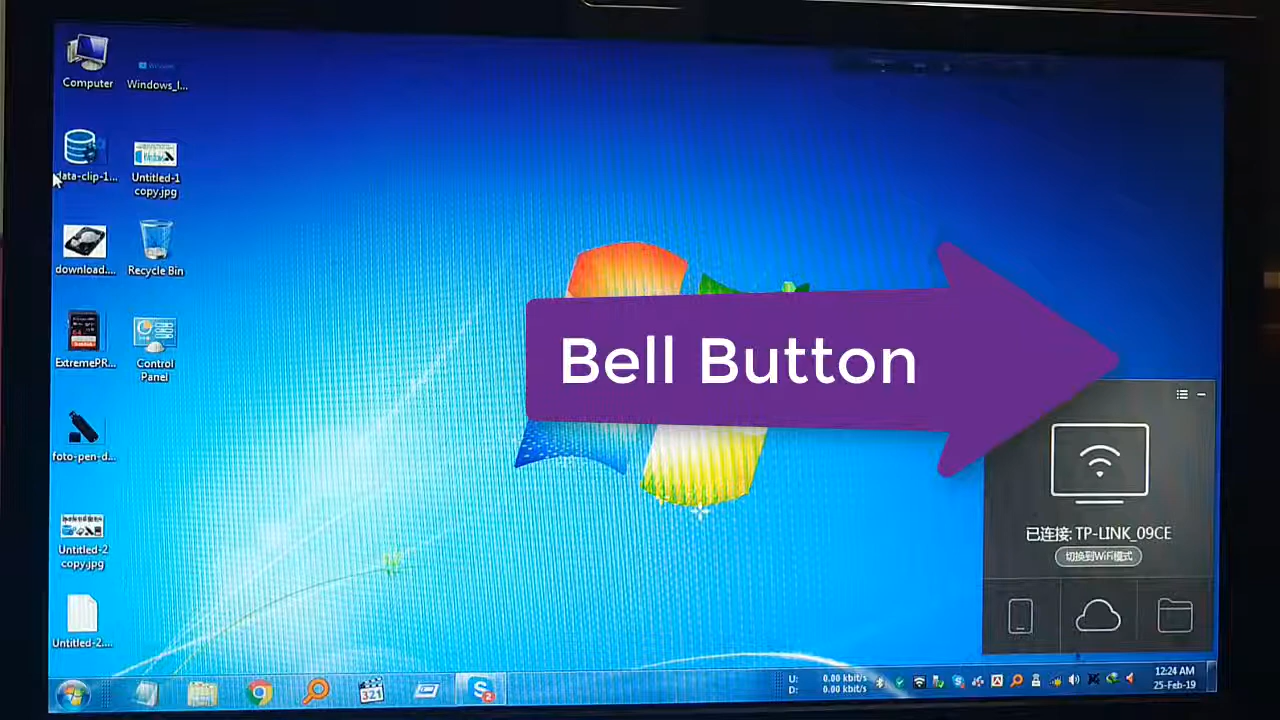 Computer
Windows_I...
data-clip-1...
Untitled-1
copy.jpg
download....
Recycle Bin
ExtremePR...
Control
Panel
foto-pen-d...
Untitled-2
copy.jpg
Untitled-2....
Bell Button
已连接: TP-LINK_09CE
切换到WiFi模式
321
2
U: 0.00 kbit/s
D: 0.00 kbit/s
12:24 AM
25-Feb-19